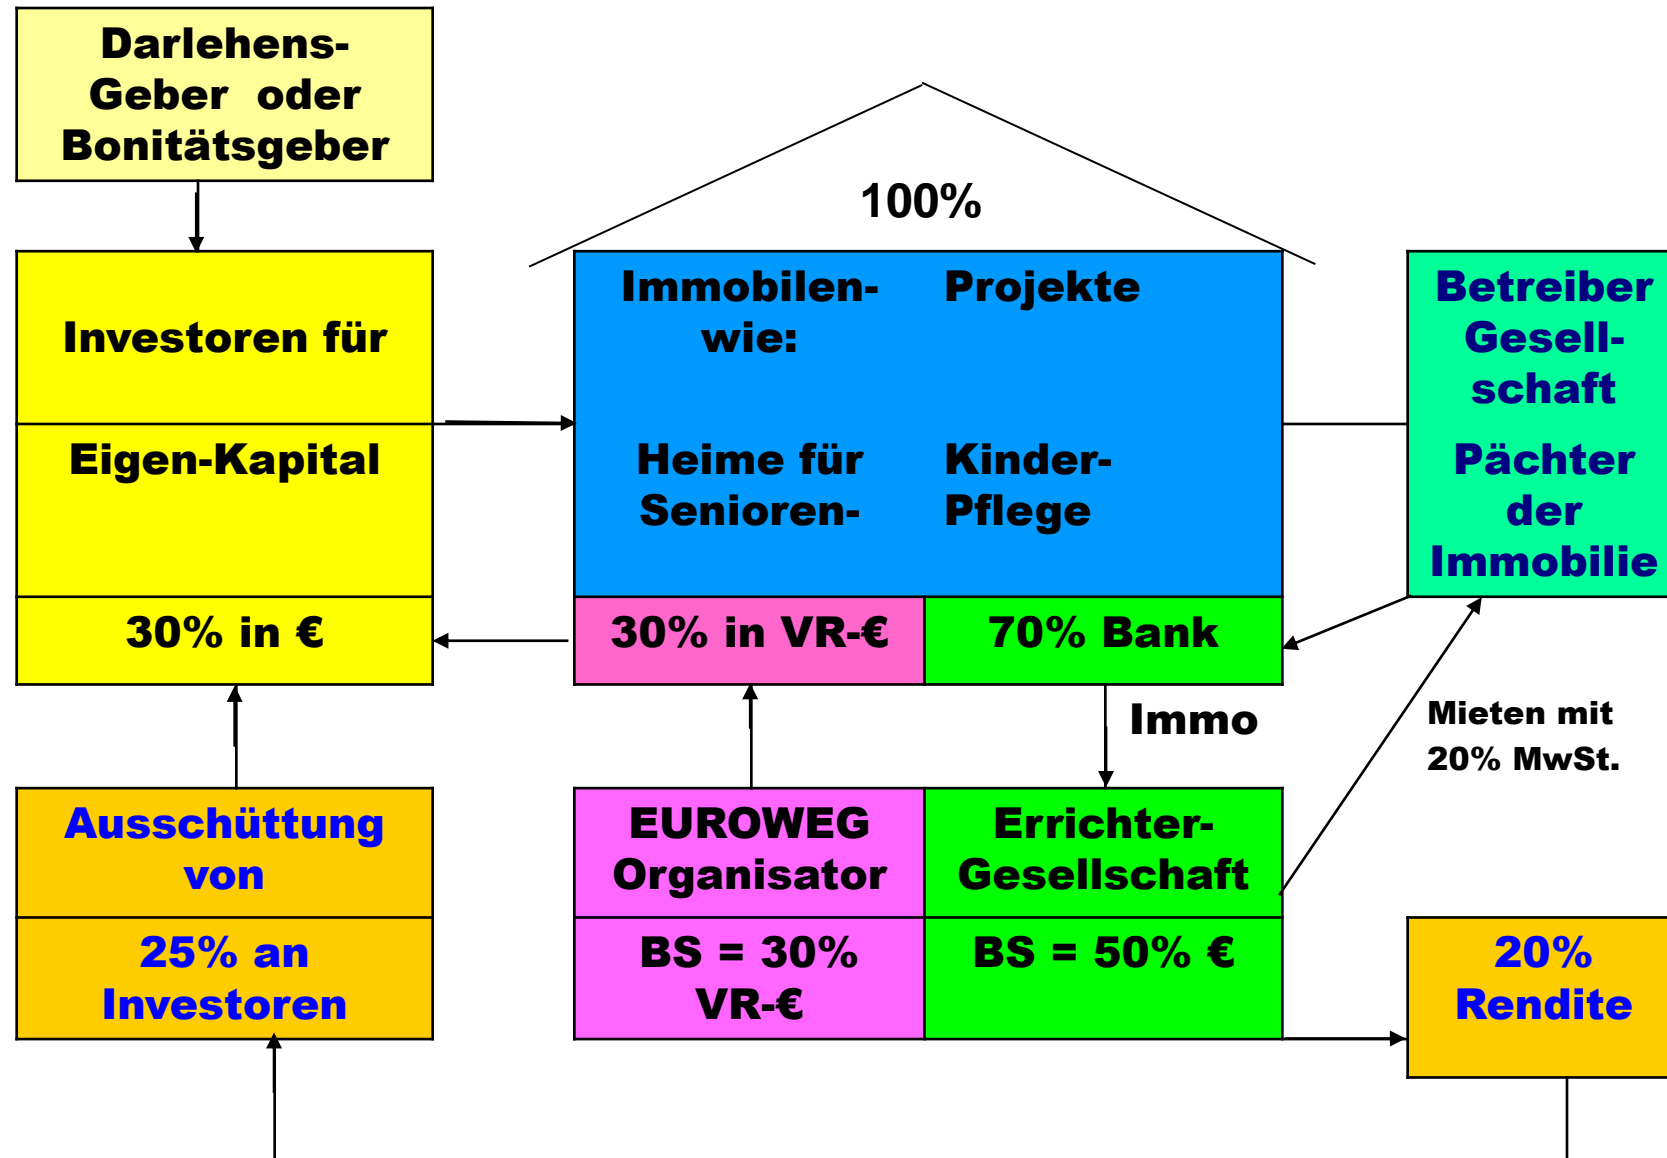 Darlehens-
Geber oder
Bonitätsgeber
100%
Investoren für
Eigen-Kapital
30% in €
Immobilen- Projekte
wie:
Heime für Kinder-
Senioren- Pflege
30% in VR-€ 70% Bank
Betreiber
Gesell-
schaft
Pächter
der
Immobilie
Immo
Mieten mit
20% MwSt.
Ausschüttung
von
25% an
Investoren
EUROWEG
Organisator
BS = 30%
VR-€
Errichter-
Gesellschaft
BS = 50% €
20%
Rendite